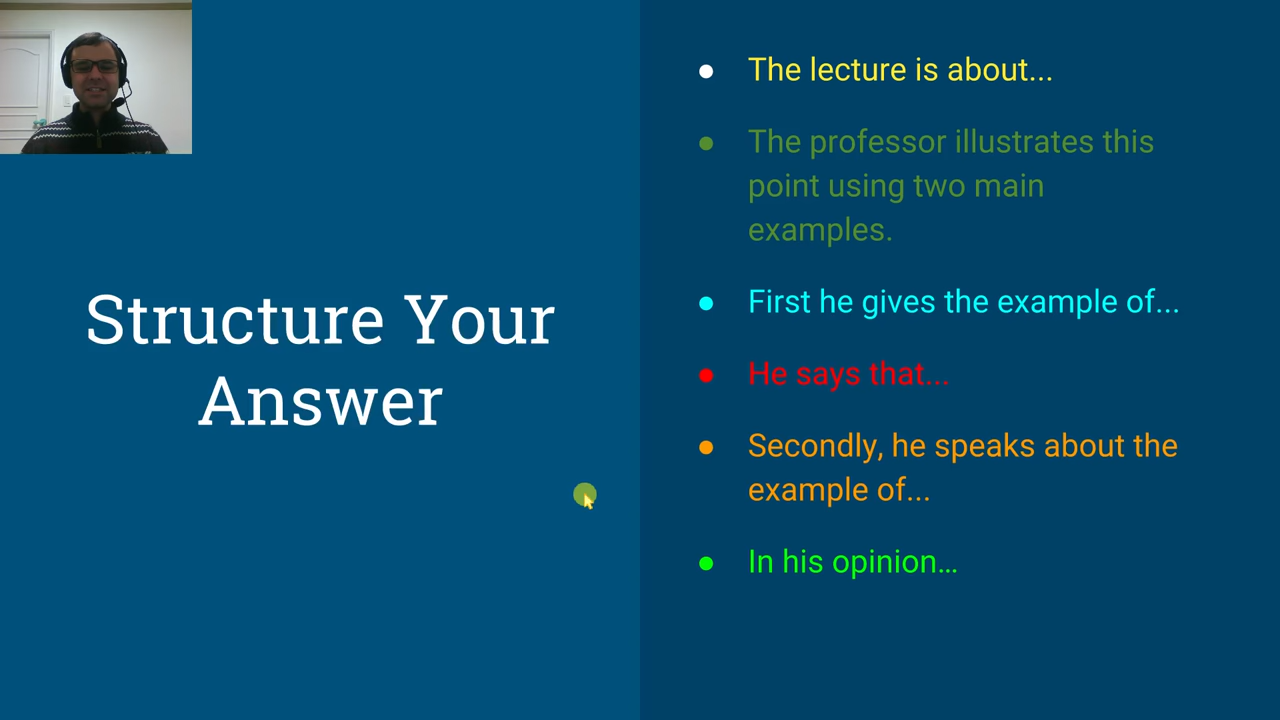 Structure Your
Answer
The lecture is about...
The professor illustrates this
point using two main
examples.
First he gives the example of...
He says that...
Secondly, he speaks about the
example of...
In his opinion…